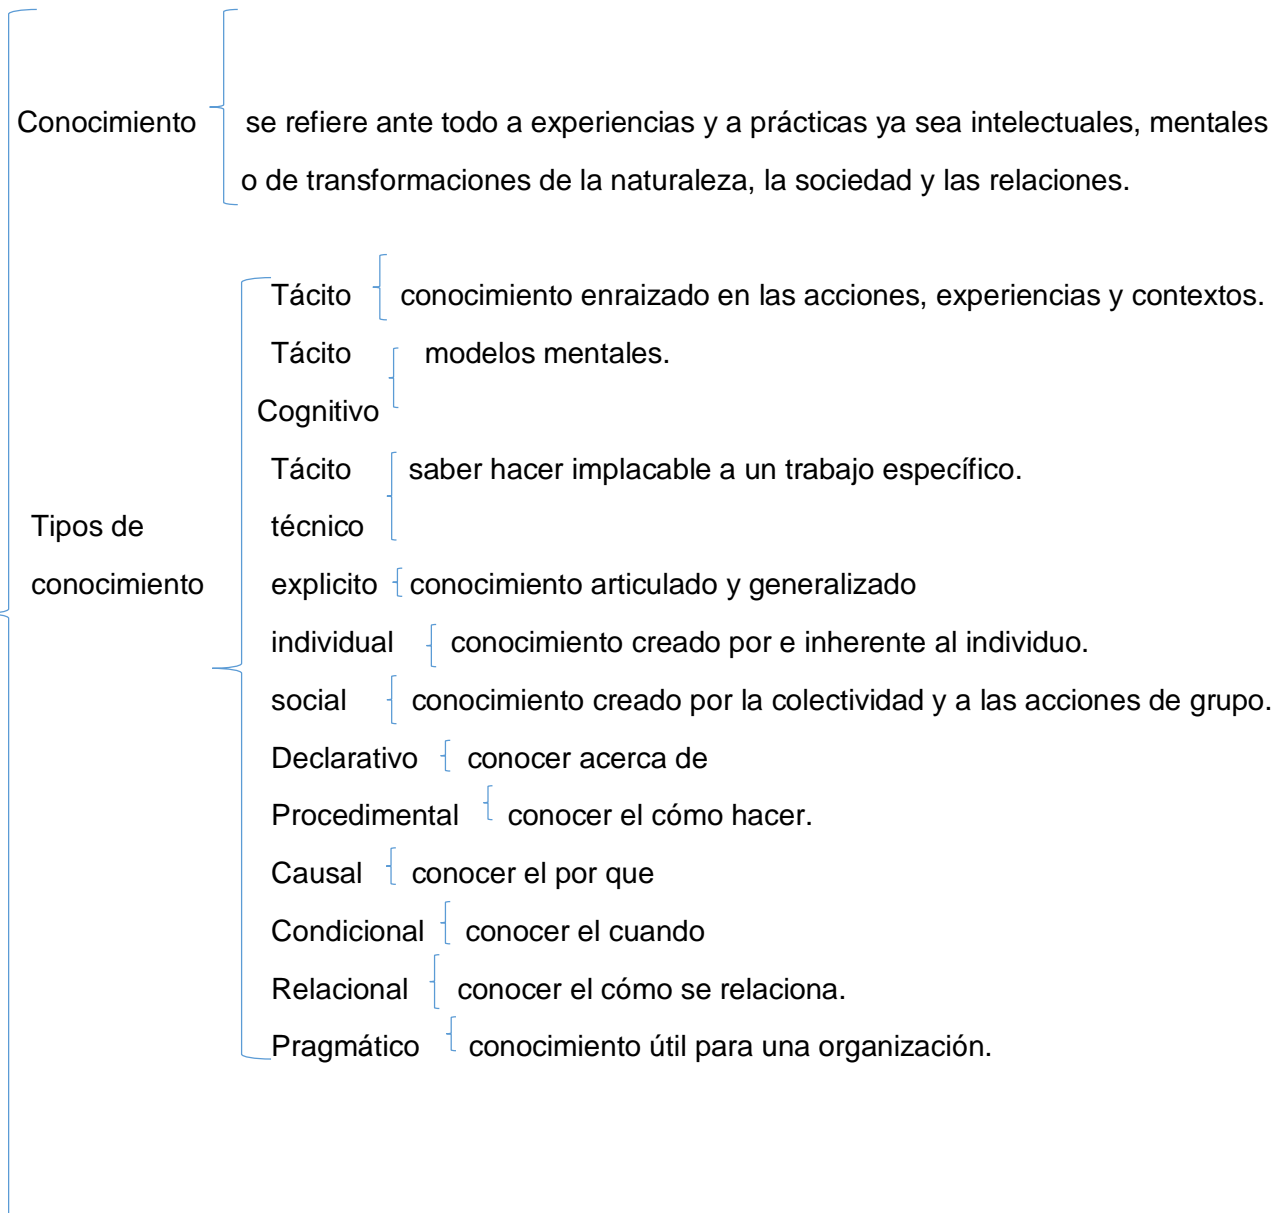 Conocimiento se refiere ante todo a experiencias y a prácticas ya sea intelectuales, mentales
o de transformaciones de la naturaleza, la sociedad y las relaciones.
Tácito conocimiento enraizado en las acciones, experiencias y contextos.
Tácito modelos mentales.
Cognitivo
Tácito saber hacer implacable a un trabajo específico.
Tipos de técnico
conocimiento explicito conocimiento articulado y generalizado
individual conocimiento creado por e inherente al individuo.
social conocimiento creado por la colectividad y a las acciones de grupo.
Declarativo conocer acerca de
Procedimental conocer el cómo hacer.
Causal conocer el por que
Condicional conocer el cuando
Relacional conocer el cómo se relaciona.
Pragmático conocimiento útil para una organización.